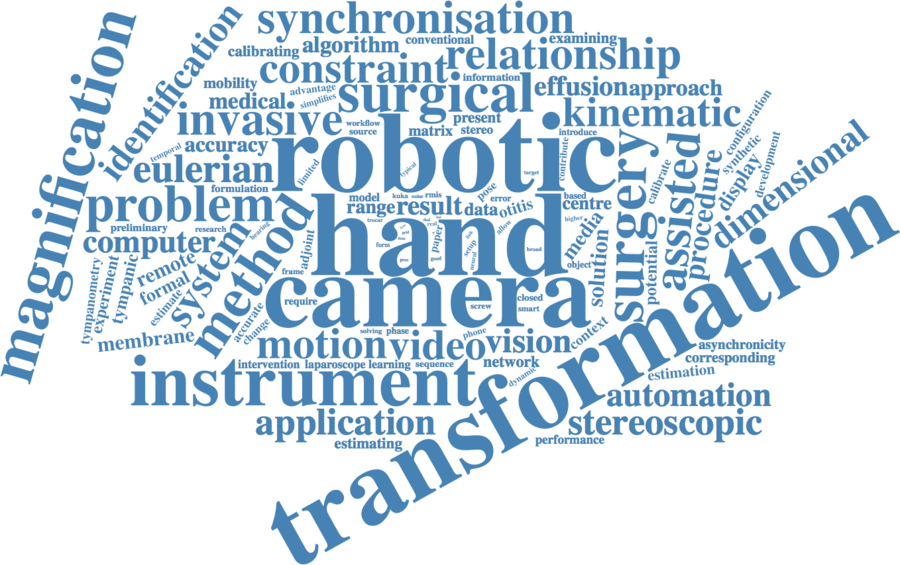 synchronisation
examining
conventional
algorithm
calibrating
relationship
constraint
information
identification
magnification
mobility
advantage
simplifies
medical
surgical
effusion
approach
invasive
kinematic
configuration
workflow
source
matrix
present
stereo
introduce
accuracy
temporal
robotic
limited
typical
target
contribute
synthetic
development
eulerian
formulation
problem
model
kuka
rmis
pose
error
based
centre
surgery
calibrate
assisted
procedure
display
dimensional
range
result
data
otitis
higher
preliminary
research
hearing
trocar
hand
computer
system
method
adjoint
form
paper
setup
neural
allow
broad
media
solution
object
potential
tympanometry
experiment
tympanic
remote
formal
estimate
frame
camera
require
screw
closed
smart
accurate
change
membrane
solving
phase
phone
motion
video
vision
context
transformation
asynchronicity
corresponding
intervention
laparoscope
learning
sequence
network
dynamic
estimation
instrument
automation
application
stereoscopic
estimating
performance